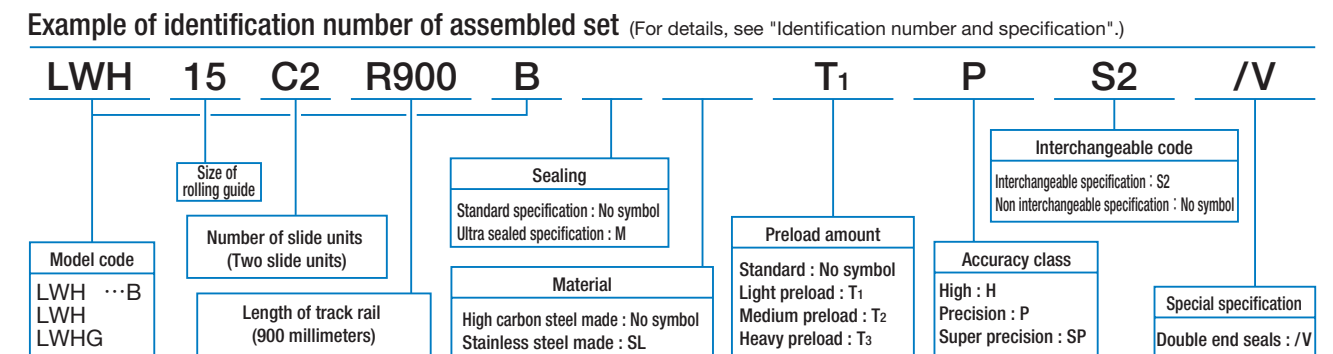 Example of identification number of assembled set (For details, see "Identification number and specification".)
LWH 15 C2 R900 B T1 P S2 /V
Size of
rolling guide
Number of slide units
(Two slide units)
Model code
LWH …B
LWH
LWHG
Length of track rail
(900 millimeters)
Sealing
Standard specification : No symbol
Ultra sealed specification : M
Material
High carbon steel made : No symbol
Stainless steel made : SL
Preload amount
Standard : No symbol
Light preload : T1
Medium preload : T2
Heavy preload : T3
Interchangeable code
Interchangeable specification : S2
Non interchangeable specification : No symbol
Accuracy class
High : H
Precision : P
Super precision : SP
Special specification
Double end seals : /V